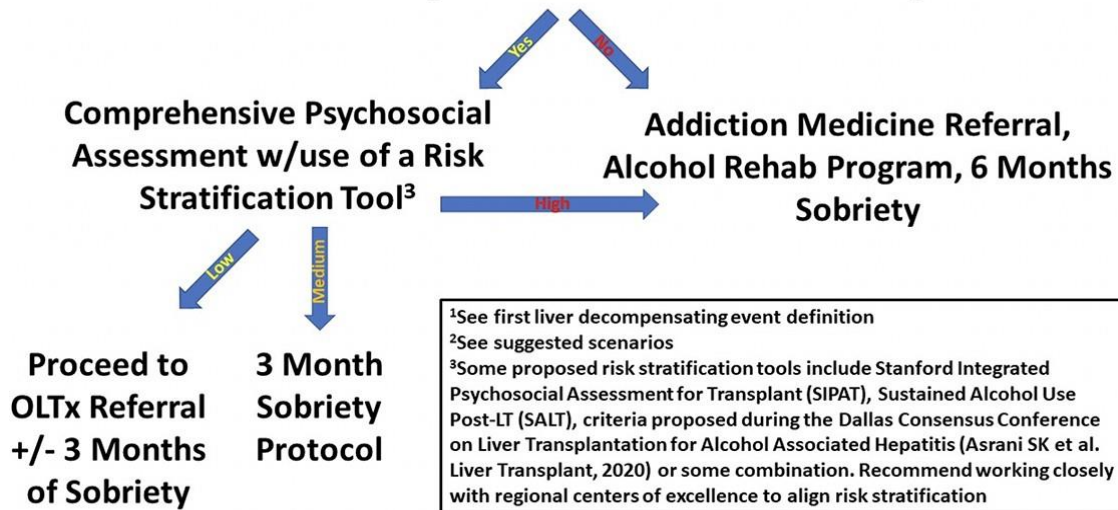 Yes
No
Comprehensive Psychosocial
Assessment w/use of a Risk
Stratification Tool³
Addiction Medicine Referral,
Alcohol Rehab Program, 6 Months
Sobriety
High
Low
Medium
Proceed to
OLTx Referral
+/- 3 Months
of Sobriety
3 Month
Sobriety
Protocol
¹See first liver decompensating event definition
²See suggested scenarios
³Some proposed risk stratification tools include Stanford Integrated
Psychosocial Assessment for Transplant (SIPAT), Sustained Alcohol Use
Post-LT (SALT), criteria proposed during the Dallas Consensus Conference
on Liver Transplantation for Alcohol Associated Hepatitis (Asrani SK et al.
Liver Transplant, 2020) or some combination. Recommend working closely
with regional centers of excellence to align risk stratification